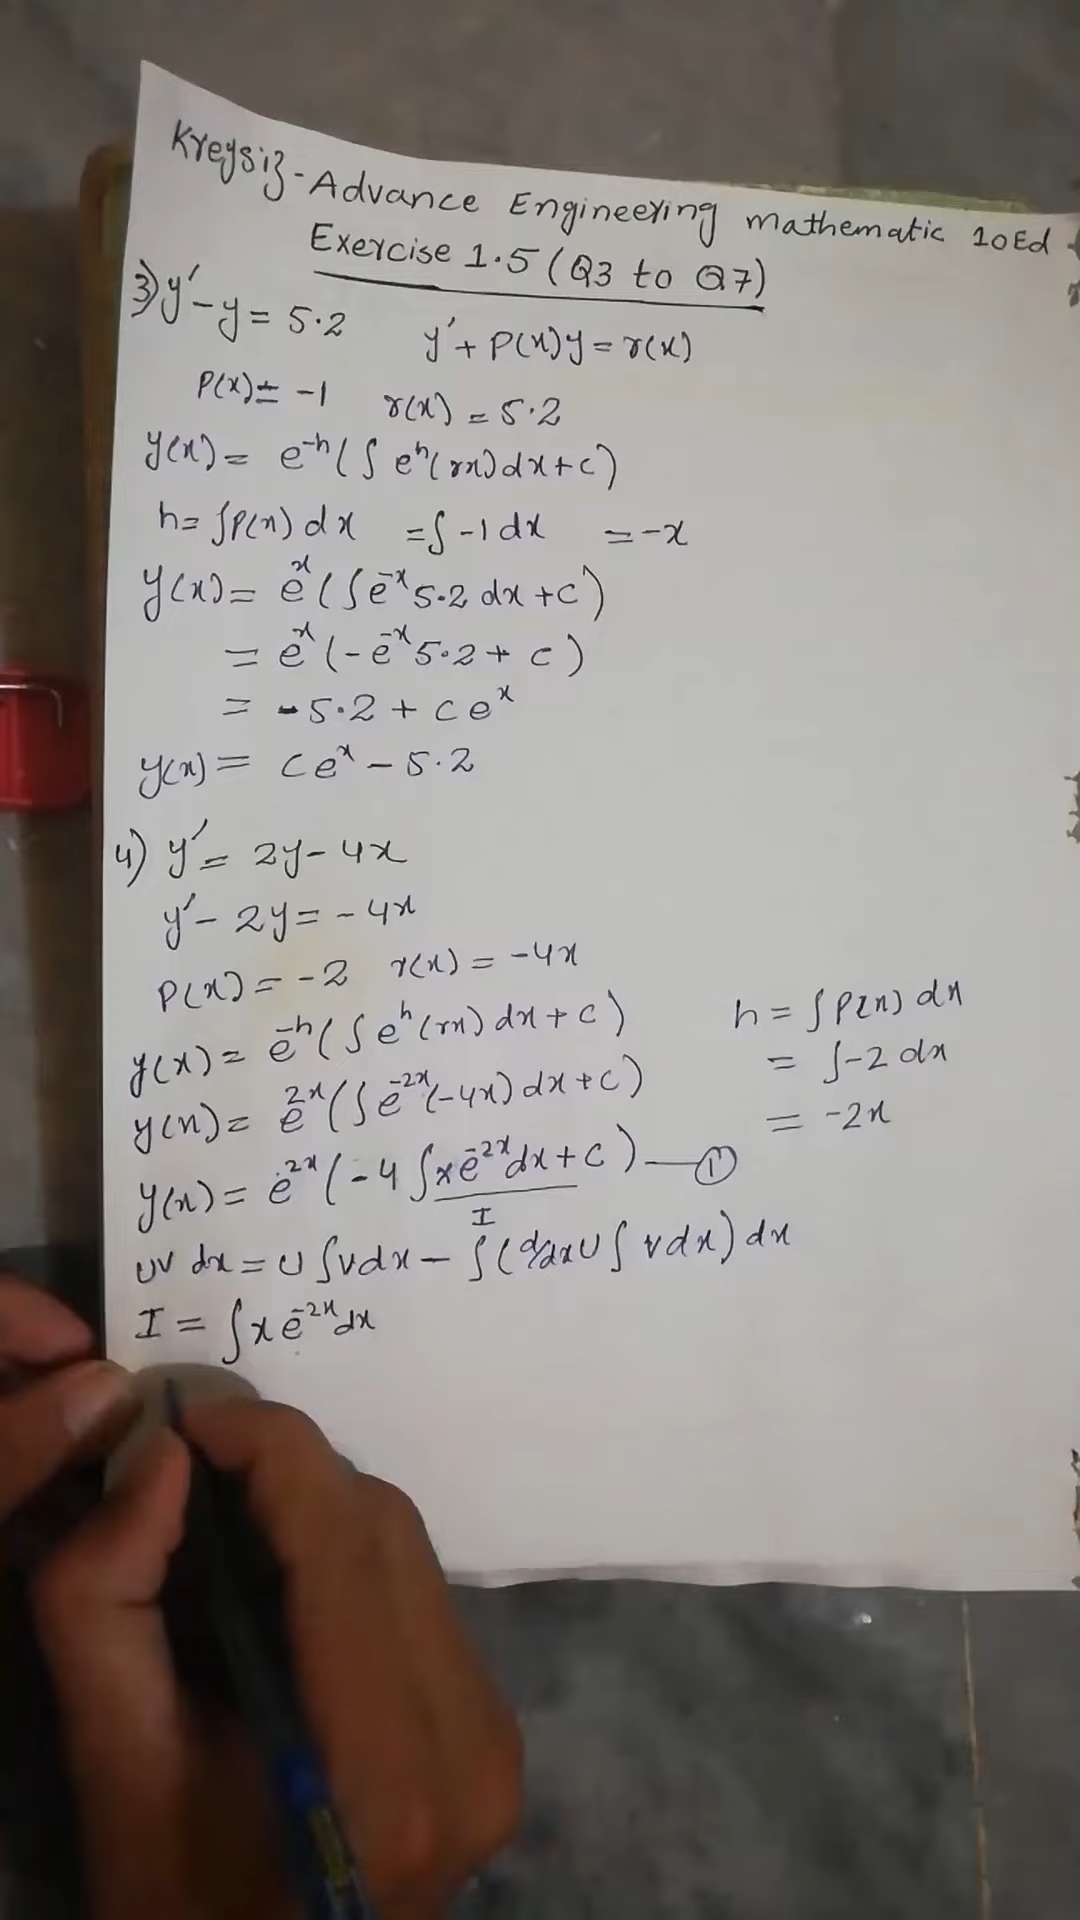 Kreysiz - Advance Engineering mathematic 10Ed
Exercise 1.5 (Q3 to Q7)
3) y' - y = 5.2 y' + P(x)y = r(x)
P(x) = -1 r(x) = 5.2
y(x) = e^-h (∫ e^h (rx) dx + c)
h = ∫P(x) dx = ∫ -1 dx = -x
y(x) = e^x (∫ e^-x 5.2 dx + c)
= e^x (-e^-x 5.2 + c)
= -5.2 + c e^x
y(x) = c e^x - 5.2
4) y' = 2y - 4x
y' - 2y = -4x
P(x) = -2 r(x) = -4x
y(x) = e^-h (∫ e^h (rx) dx + c) h = ∫ P(x) dx
y(x) = e^2x (∫ e^-2x (-4x) dx + c) = ∫ -2 dx
= -2x
y(x) = e^2x (-4 ∫ x e^-2x dx + c) — ①
I
UV dx = U ∫ v dx - ∫ (d/dx U ∫ v dx) dx
I = ∫ x e^-2x dx